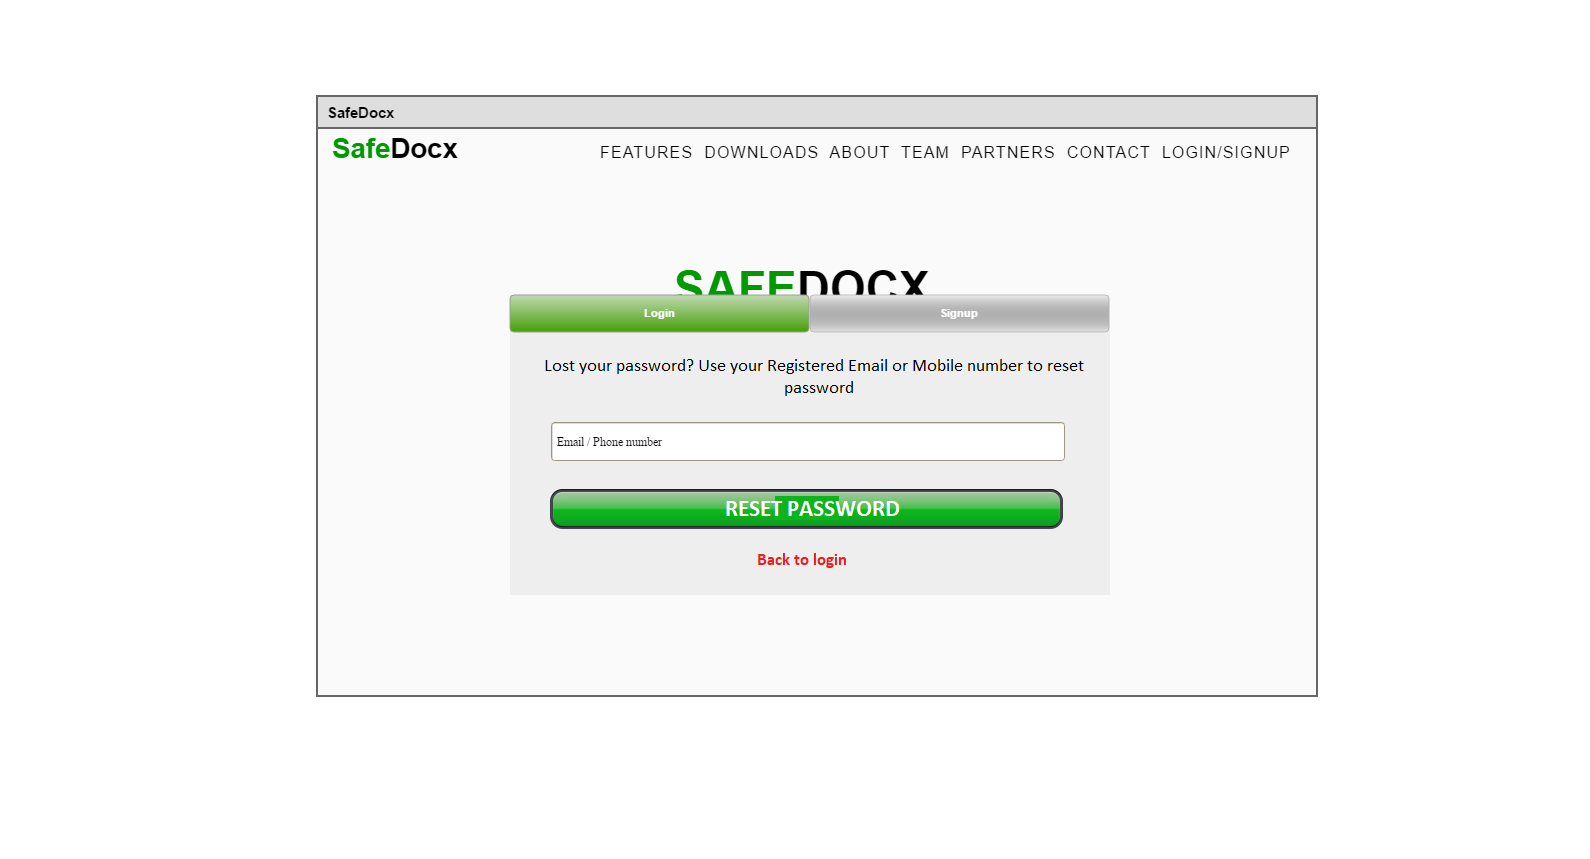 SafeDocx
SafeDocx
FEATURES DOWNLOADS ABOUT TEAM PARTNERS CONTACT LOGIN/SIGNUP
SAFEDOCX
Login Signup
Lost your password? Use your Registered Email or Mobile number to reset
password
Email / Phone number
RESET PASSWORD
Back to login